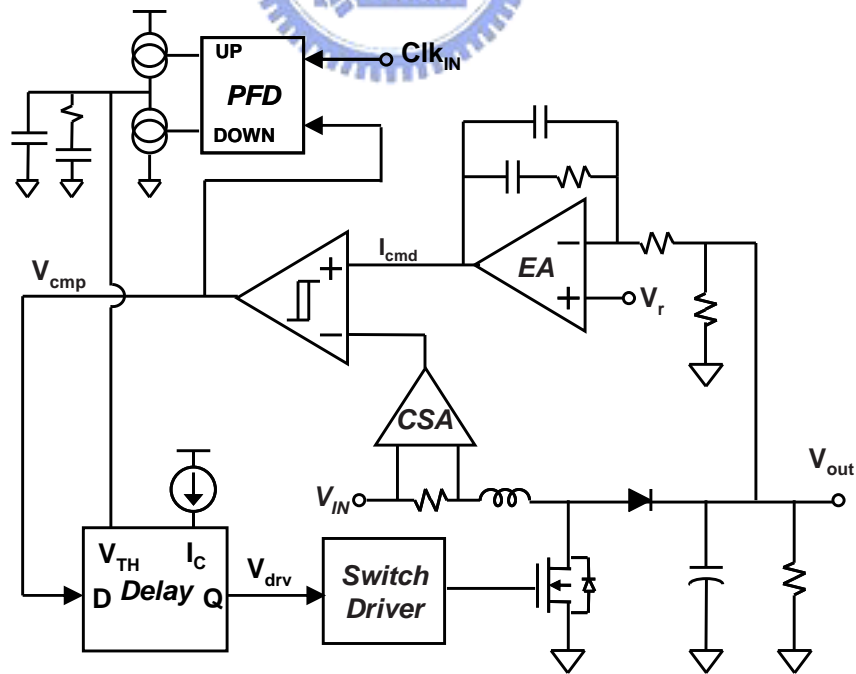 UP
Clk_IN
PFD
DOWN
I_cmd
V_cmp
+
−
EA
−
+
V_r
CSA
V_out
V_IN
V_TH
I_C
V_drv
D
Delay
Q
Switch
Driver